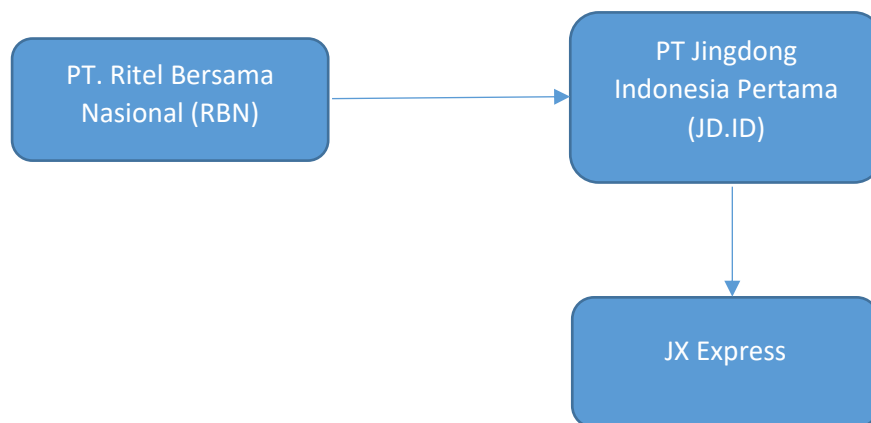 PT. Ritel Bersama
Nasional (RBN)
PT Jingdong
Indonesia Pertama
(JD.ID)
JX Express